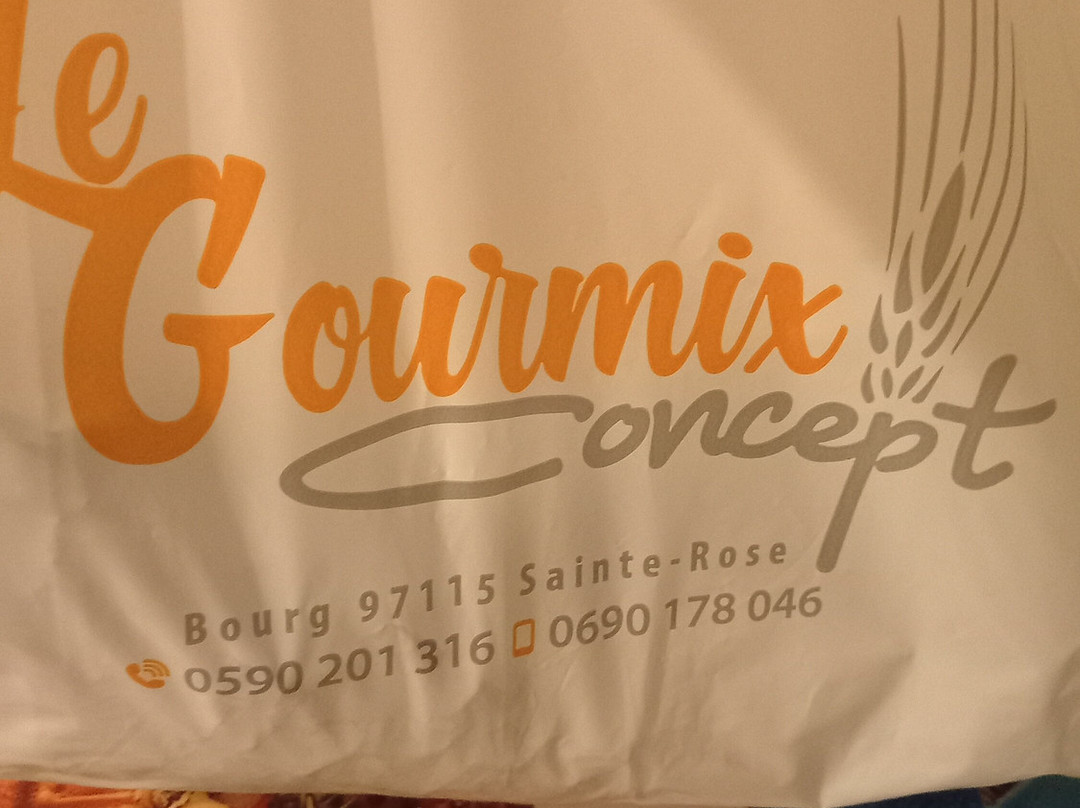 Le
Gourmix
Concept
Bourg 97115 Sainte-Rose
0590 201 316 0690 178 046